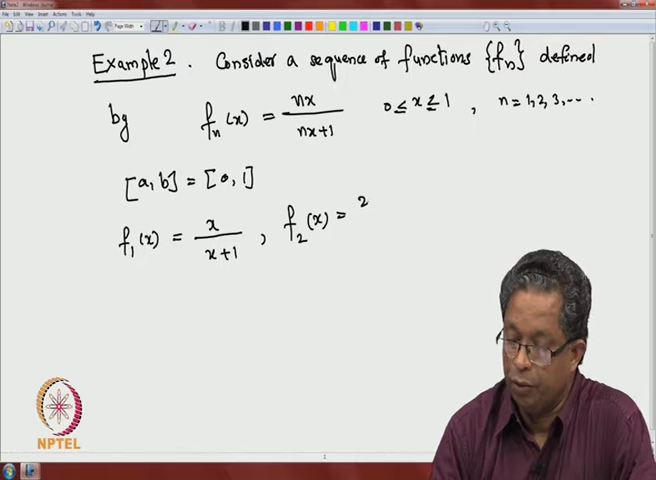 Example 2. Consider a sequence of functions {fn} defined
by fn(x) = nx / nx+1 0 ≤ x ≤ 1, n = 1, 2, 3, ....
[a, b] = [0, 1]
f1(x) = x / x+1, f2(x) = 2
NPTEL
1